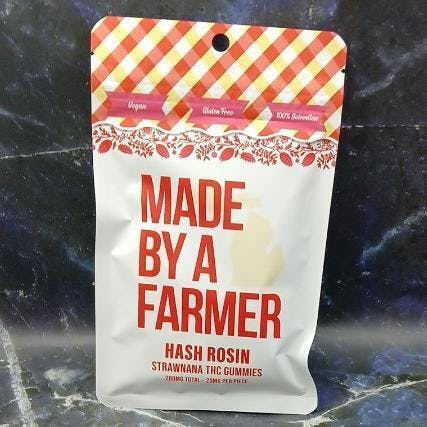 Vegan
Gluten Free
100% Solventless
MADE
BY A
FARMER
HASH ROSIN
STRAWNANA THC GUMMIES
200MG TOTAL - 20MG PER PIECE